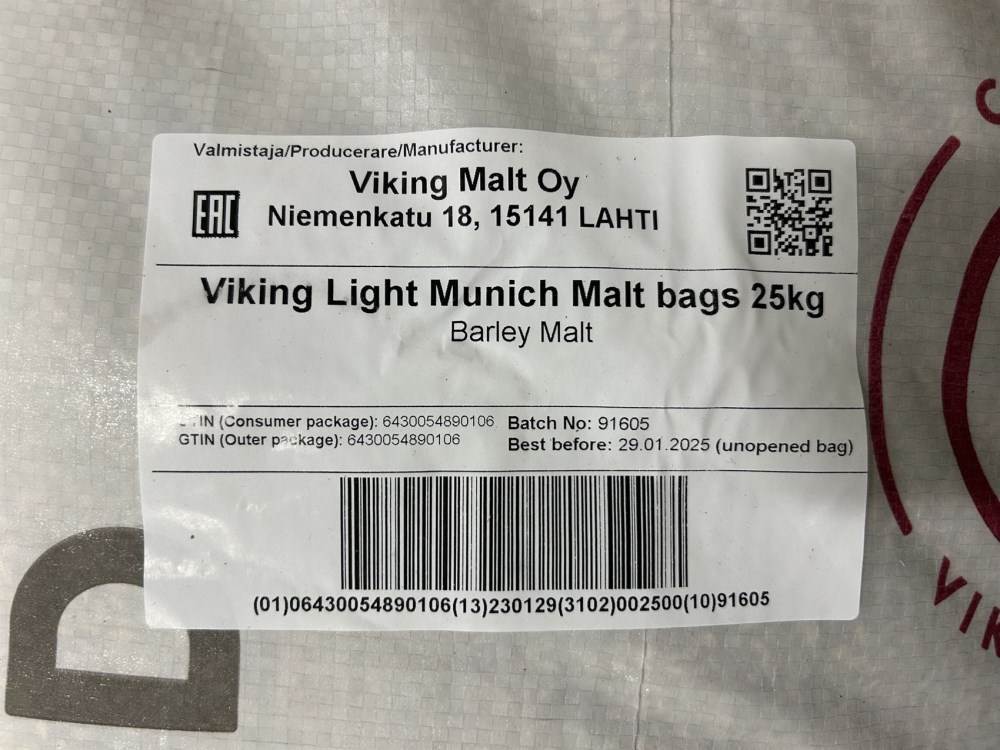 Valmistaja/Producerare/Manufacturer:
Viking Malt Oy
EAC
Niemenkatu 18, 15141 LAHTI
Viking Light Munich Malt bags 25kg
Barley Malt
GTIN (Consumer package): 6430054890106
GTIN (Outer package): 6430054890106
Batch No: 91605
Best before: 29.01.2025 (unopened bag)
(01)06430054890106(13)230129(3102)002500(10)91605